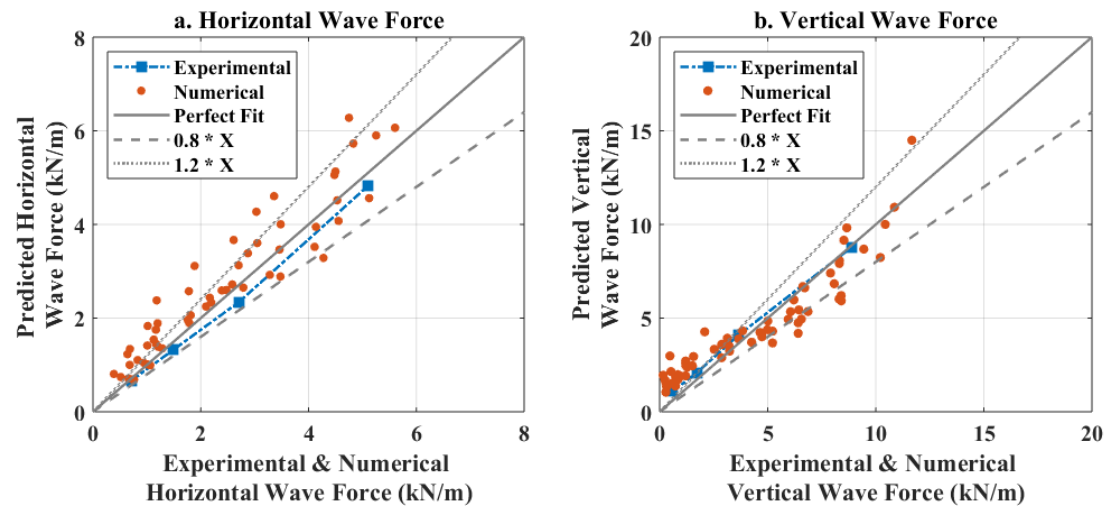 a. Horizontal Wave Force
8
6
4
2
0
0
2
4
6
8
Experimental
Numerical
Perfect Fit
0.8 * X
1.2 * X
Predicted Horizontal
Wave Force (kN/m)
Experimental & Numerical
Horizontal Wave Force (kN/m)
b. Vertical Wave Force
20
15
10
5
0
0
5
10
15
20
Experimental
Numerical
Perfect Fit
0.8 * X
1.2 * X
Predicted Vertical
Wave Force (kN/m)
Experimental & Numerical
Vertical Wave Force (kN/m)